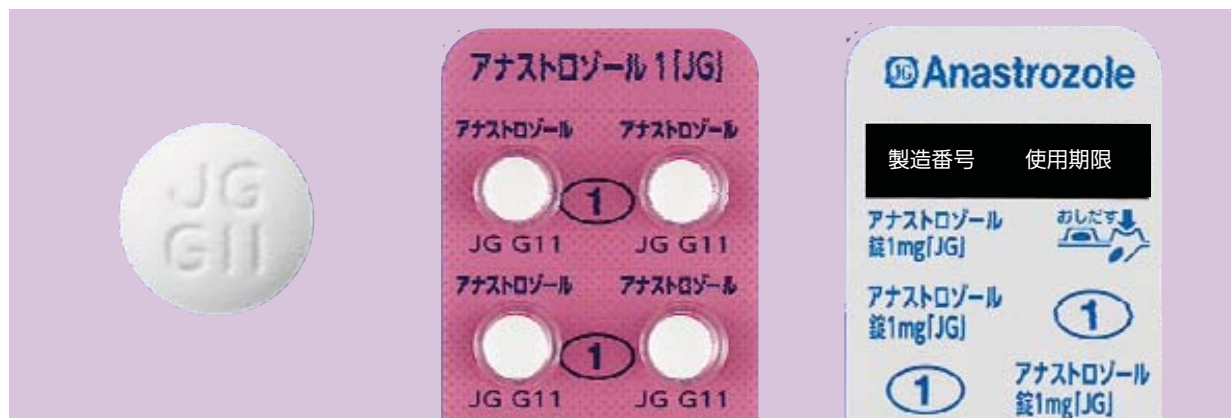 JG
G11
アナストロゾール 1「JG」
アナストロゾール アナストロゾール
1
JG G11 JG G11
アナストロゾール アナストロゾール
1
JG G11 JG G11
JG Anastrozole
製造番号 使用期限
アナストロゾール
錠1mg「JG」
おしだす
アナストロゾール
錠1mg「JG」
1
1
アナストロゾール
錠1mg「JG」